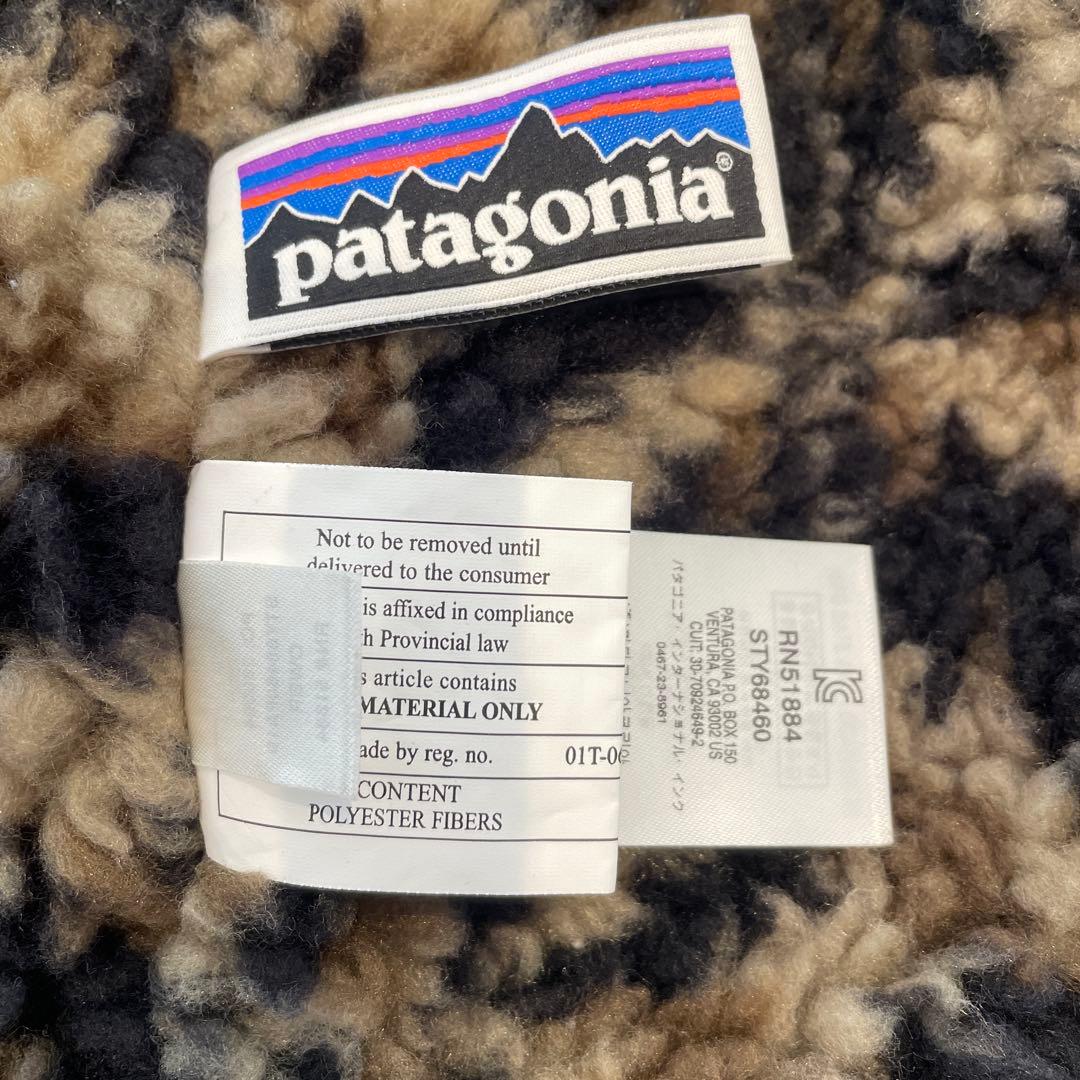 patagonia®
Not to be removed until
delivered to the consumer
is affixed in compliance
Provincial law
article contains
MATERIAL ONLY
by reg. no. 01T-0
CONTENT
POLYESTER FIBERS
RN51884
STY68460
PATAGONIA P.O. BOX 150
VENTURA, CA 93002 US
CUIT: 30-70924649-2
パタゴニア・インターナショナル・インク
0467-23-8961